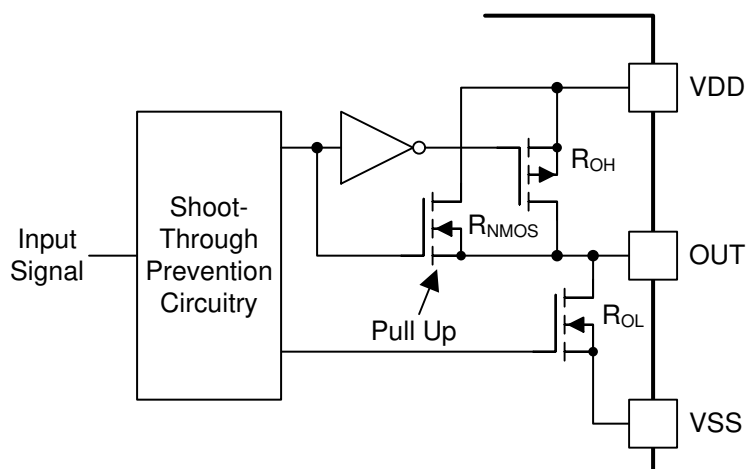 VDD
R_OH
Shoot-
Through
Prevention
Circuitry
Input
Signal
R_NMOS
OUT
Pull Up
R_OL
VSS